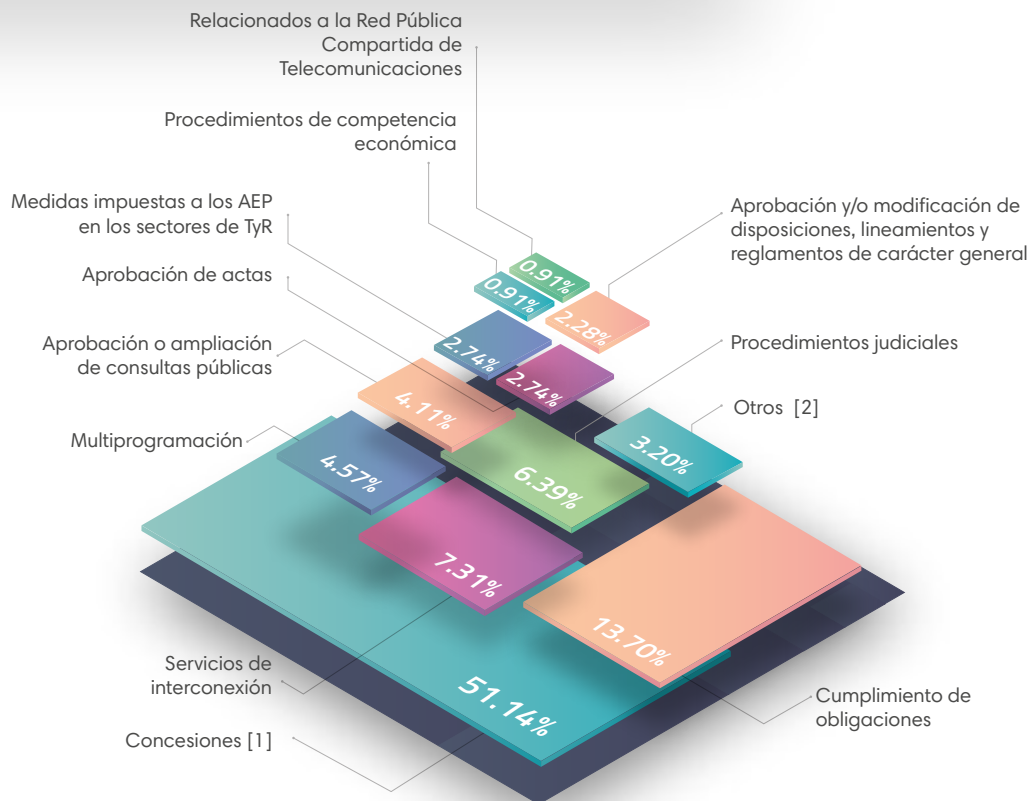 Relacionados a la Red Pública
Compartida de
Telecomunicaciones
Procedimientos de competencia
económica
Medidas impuestas a los AEP
en los sectores de TyR
Aprobación de actas
Aprobación o ampliación
de consultas públicas
Multiprogramación
Aprobación y/o modificación de
disposiciones, lineamientos y
reglamentos de carácter general
Procedimientos judiciales
Otros [2]
0.91%
0.91%
2.28%
2.74%
2.74%
4.11%
3.20%
4.57%
6.39%
7.31%
13.70%
51.14%
Servicios de
interconexión
Concesiones [1]
Cumplimiento de
obligaciones